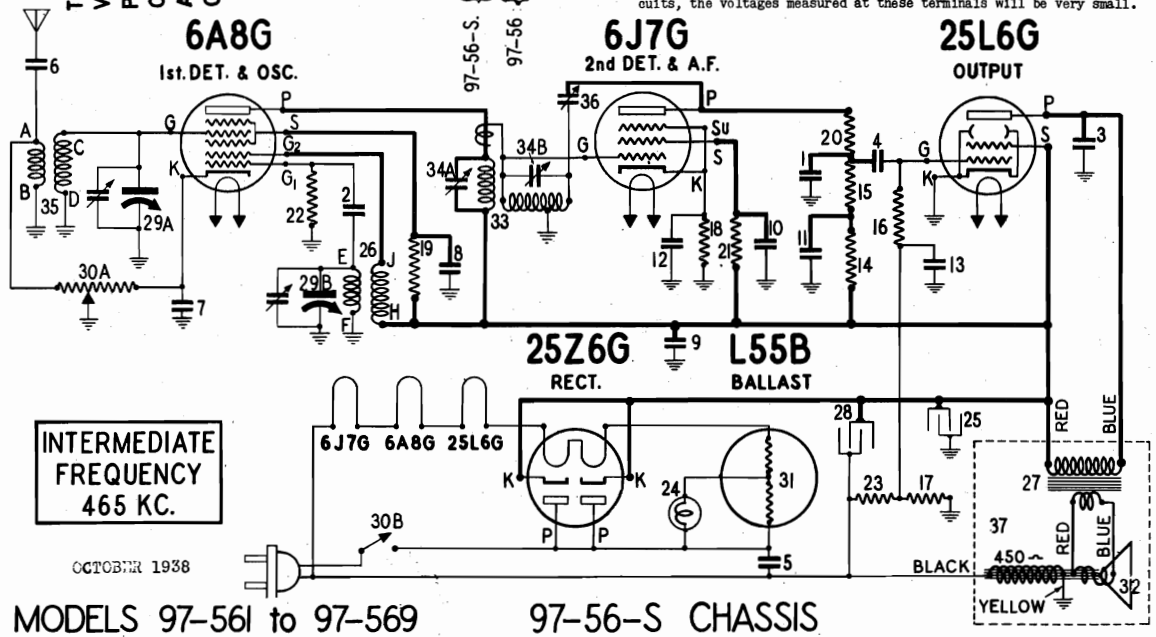 cuits, the voltages measured at these terminals will be very small.
97-56-S.
97-56
6A8G
1st. DET. & OSC.
6J7G
2nd DET. & A.F.
25L6G
OUTPUT
6
A
B
C
D
35
29A
30A
7
G
K
P
S
G2
G1
22
2
26
E
F
29B
J
H
19
8
34A
34B
33
36
G
P
SU
S
K
12
18
21
10
20
1
15
11
14
4
16
13
G
K
P
S
3
9
25Z6G
RECT.
L55B
BALLAST
6J7G
6A8G
25L6G
K
K
P
P
24
31
5
28
25
23
17
30B
RED
BLUE
27
37
RED
BLUE
450~
BLACK
YELLOW
32
INTERMEDIATE
FREQUENCY
465 KC.
OCTOBER 1938
MODELS 97-561 to 97-569
97-56-S CHASSIS